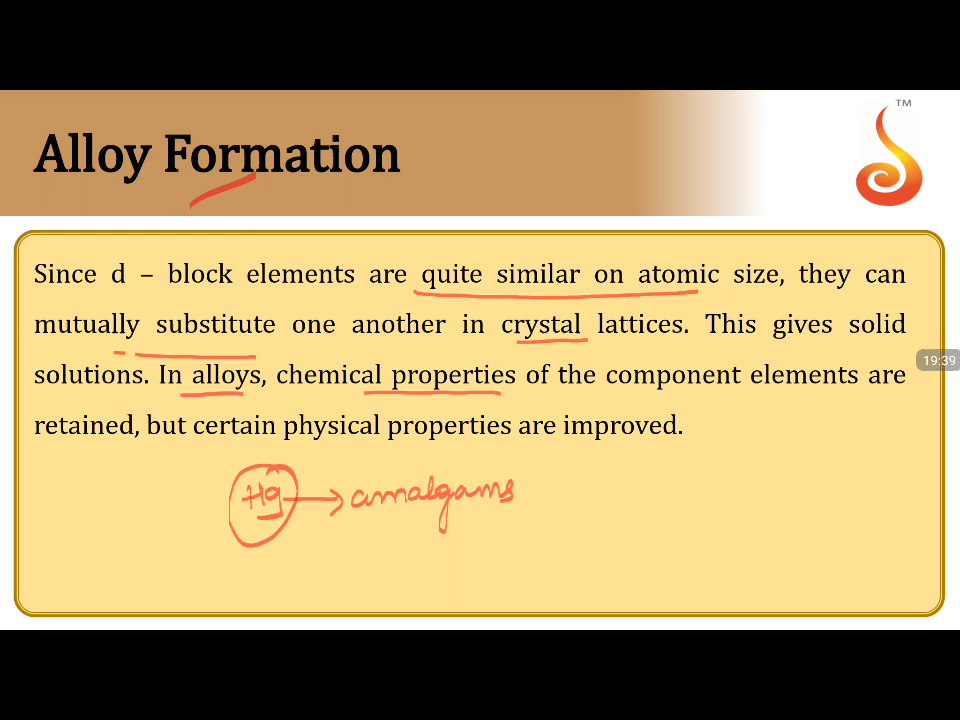 TM
Alloy Formation
Since d – block elements are quite similar on atomic size, they can
mutually substitute one another in crystal lattices. This gives solid
19:39
solutions. In alloys, chemical properties of the component elements are
retained, but certain physical properties are improved.
Hg → amalgams